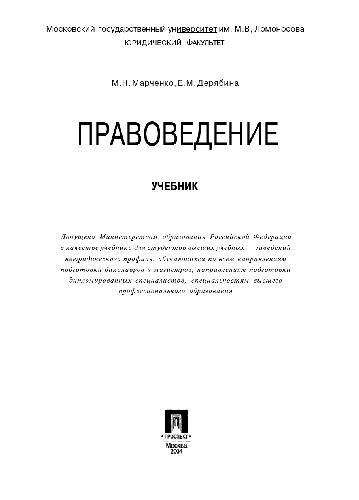 Московский государственный университет им. М.В. Ломоносова
ЮРИДИЧЕСКИЙ ФАКУЛЬТЕТ
М.Н. Марченко, Е.М. Дерябина
ПРАВОВЕДЕНИЕ
УЧЕБНИК
Допущено Министерством образования Российской Федерации
в качестве учебника для студентов высших учебных заведений
неюридического профиля, обучающихся по всем направлениям
подготовки бакалавров и магистров, направлениям подготовки
дипломированных специалистов, специальностям высшего
профессионального образования
ПРОСПЕКТ
Москва
2004